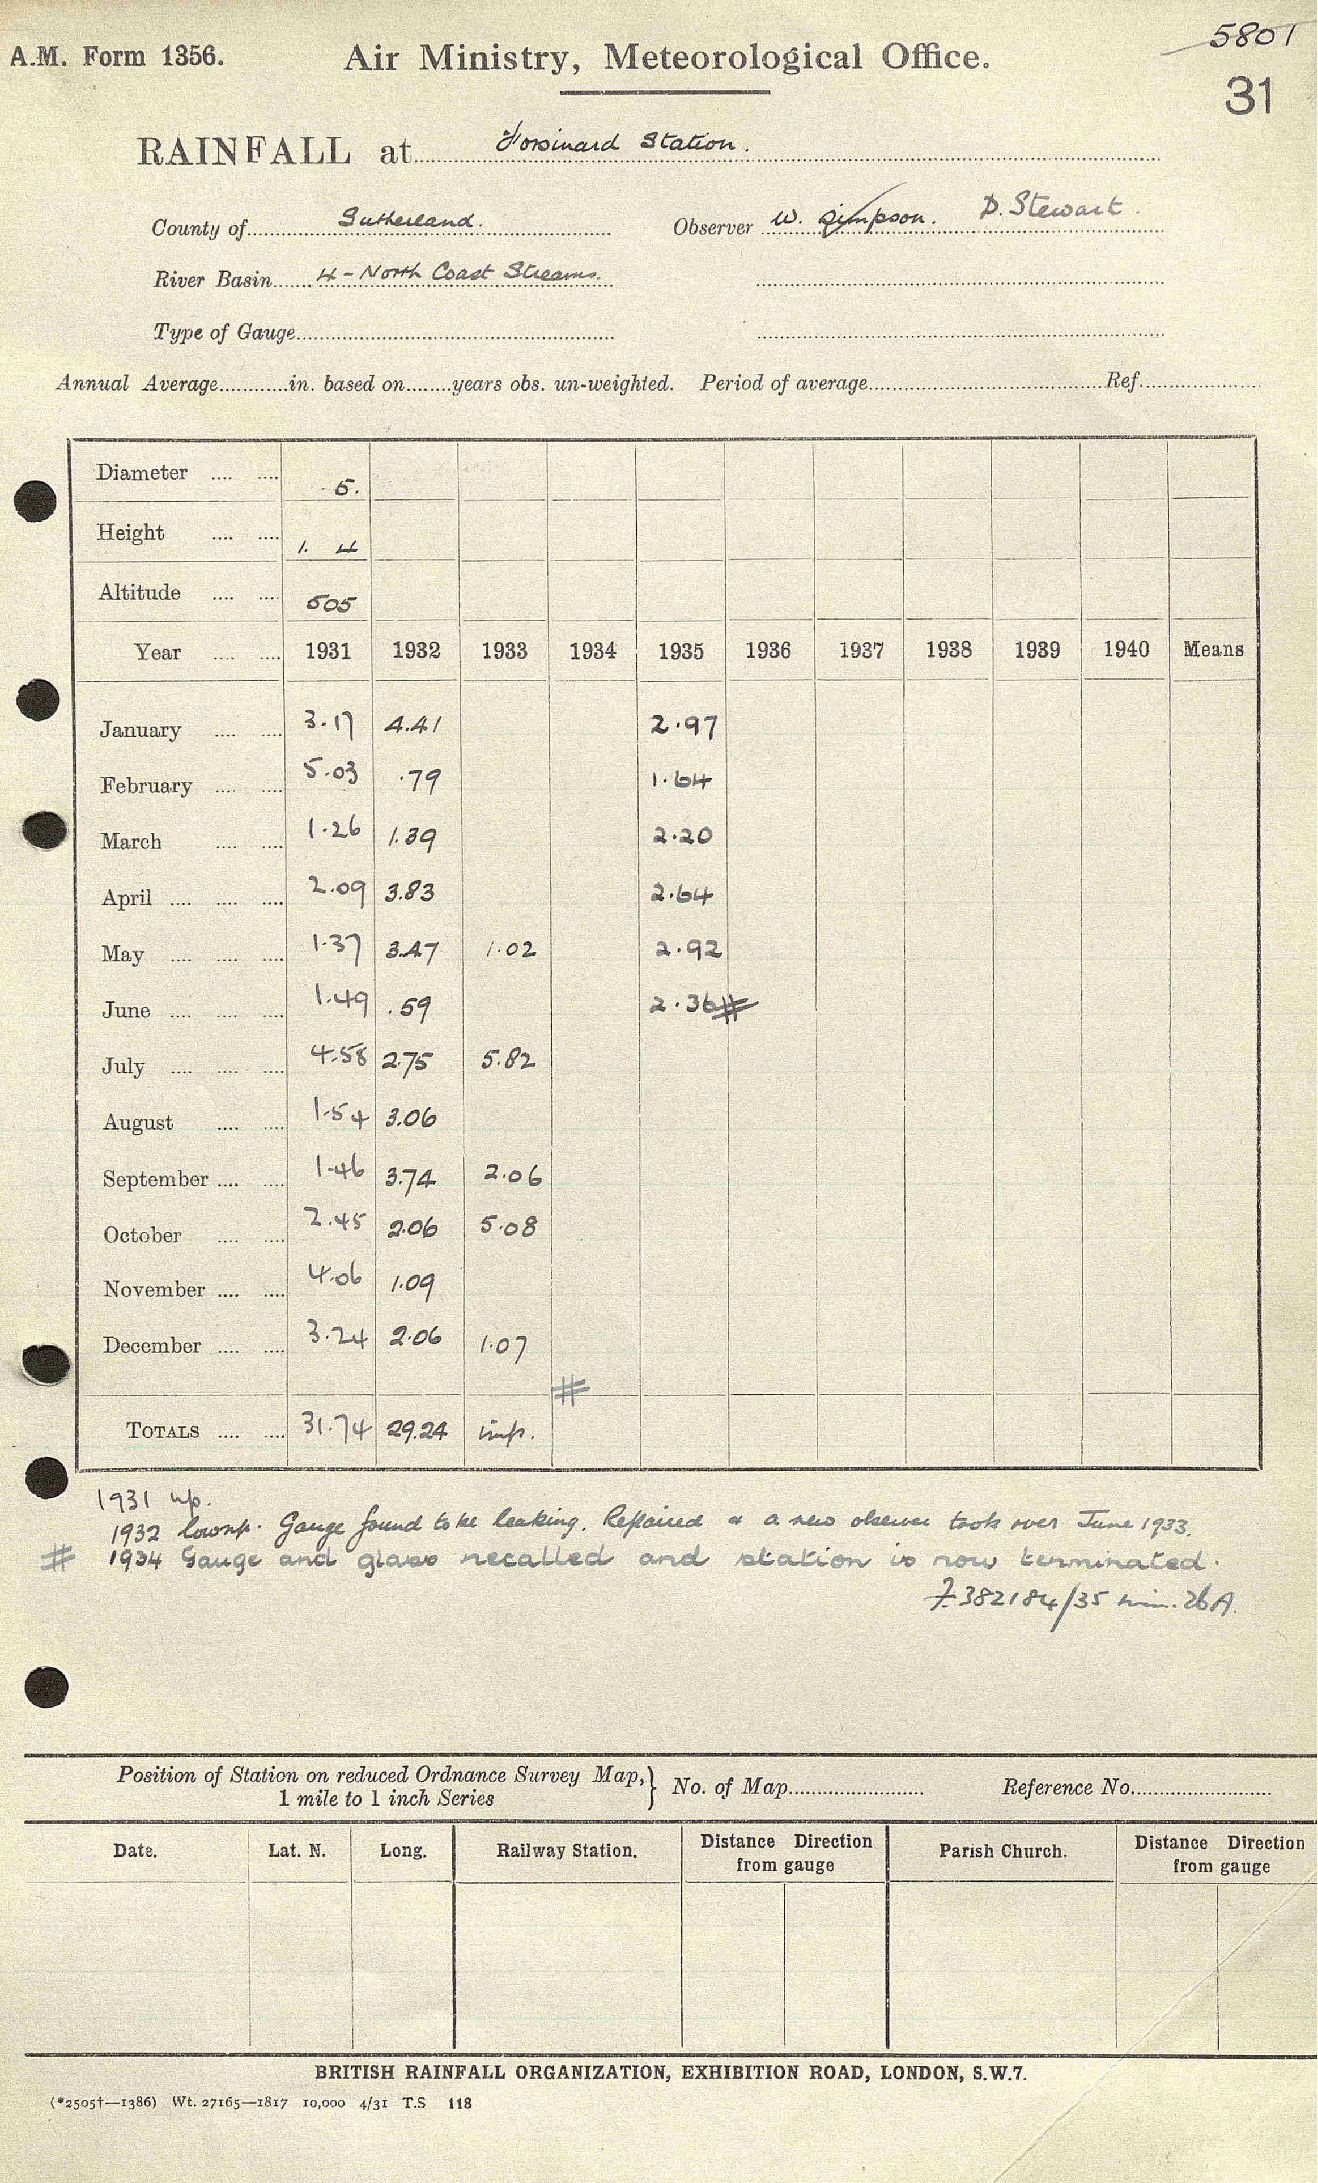 5801
A.M. Form 1356. Air Ministry, Meteorological Office.
31
RAINFALL at Forsinard Station.
County of Sutherland. Observer W. Simpson. D. Stewart.
River Basin 4 - North Coast Streams.
Type of Gauge
Annual Average in. based on years obs. un-weighted. Period of average Ref.
Diameter 5.
Height 1. 4
Altitude 505
Year 1931 1932 1933 1934 1935 1936 1937 1938 1939 1940 Means
January 3.17 4.41 2.97
February 5.03 .79 1.64
March 1.26 1.39 2.20
April 2.09 3.83 2.64
May 1.37 3.47 1.02 2.92
June 1.49 .59 2.36 #
July 4.58 2.75 5.82
August 1.54 3.06
September 1.46 3.74 2.06
October 2.45 2.06 5.08
November 4.06 1.09
December 3.24 2.06 1.07
#
TOTALS 31.74 29.24 imp.
1931 up.
1932 Gauge found to be leaking. Repaired & a new observer took over June 1933.
# 1934 Gauge and glass recalled and station is now terminated.
F.382184/35 min. 26A.
Position of Station on reduced Ordnance Survey Map, } No. of Map Reference No.
1 mile to 1 inch Series
Date. Lat. N. Long. Railway Station. Distance Direction from gauge Parish Church. Distance Direction from gauge
BRITISH RAINFALL ORGANIZATION, EXHIBITION ROAD, LONDON, S.W.7.
(*2505†—1386) Wt. 27165—1817 10,000 4/31 T.S 118